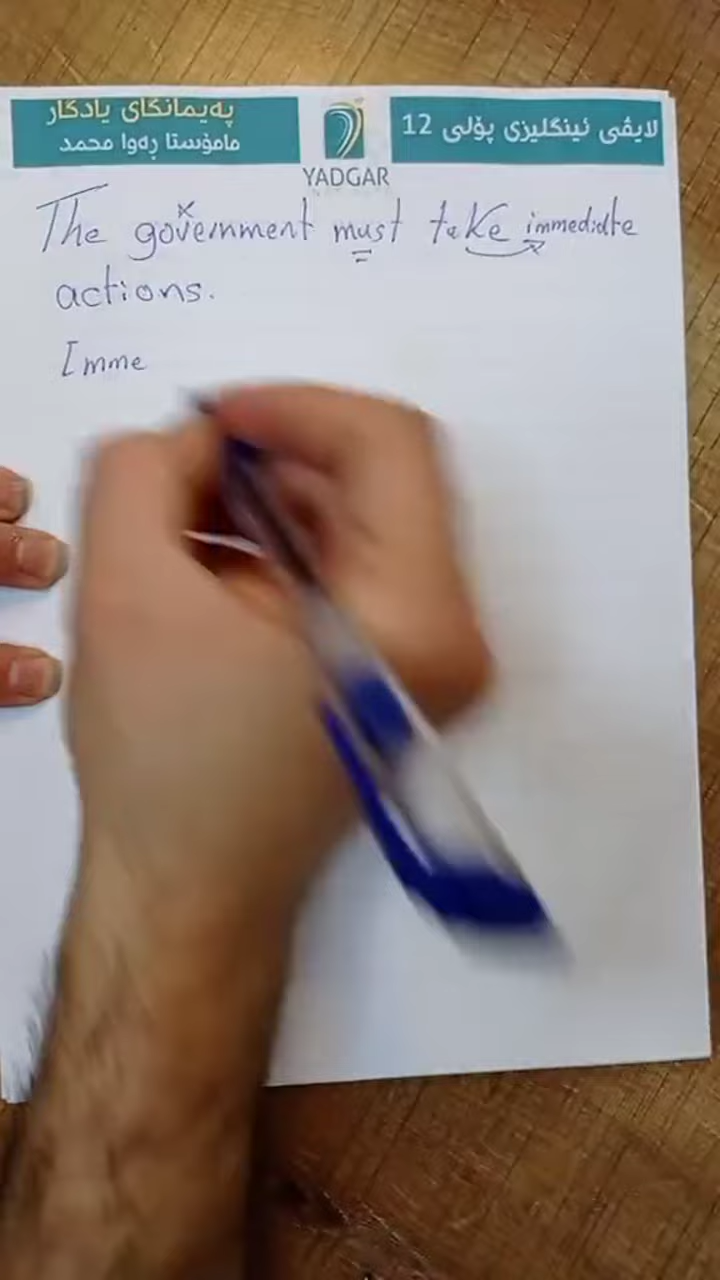 پەیمانگای یادگار
مامۆستا ڕەوا محمد
YADGAR
لایڤی ئینگلیزی پۆلی 12
The government must take immediate
actions.
Imme